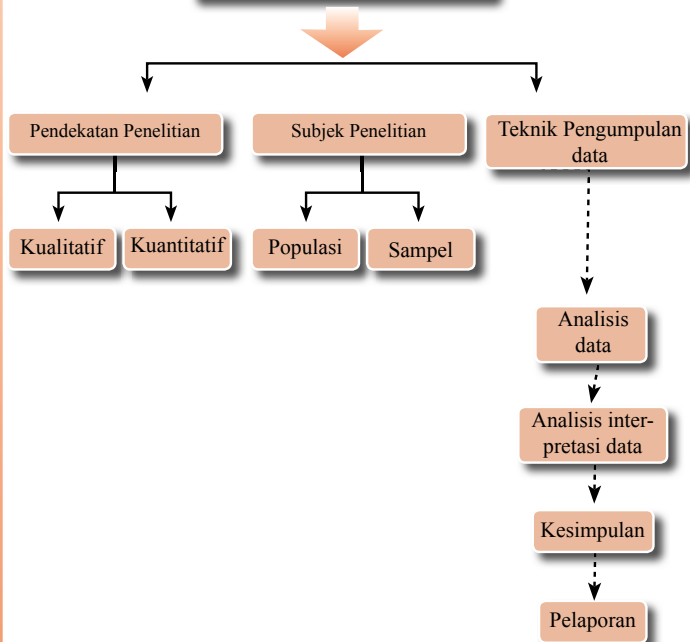 Pendekatan Penelitian
Subjek Penelitian
Teknik Pengumpulan
data
Kualitatif
Kuantitatif
Populasi
Sampel
Analisis
data
Analisis inter-
pretasi data
Kesimpulan
Pelaporan